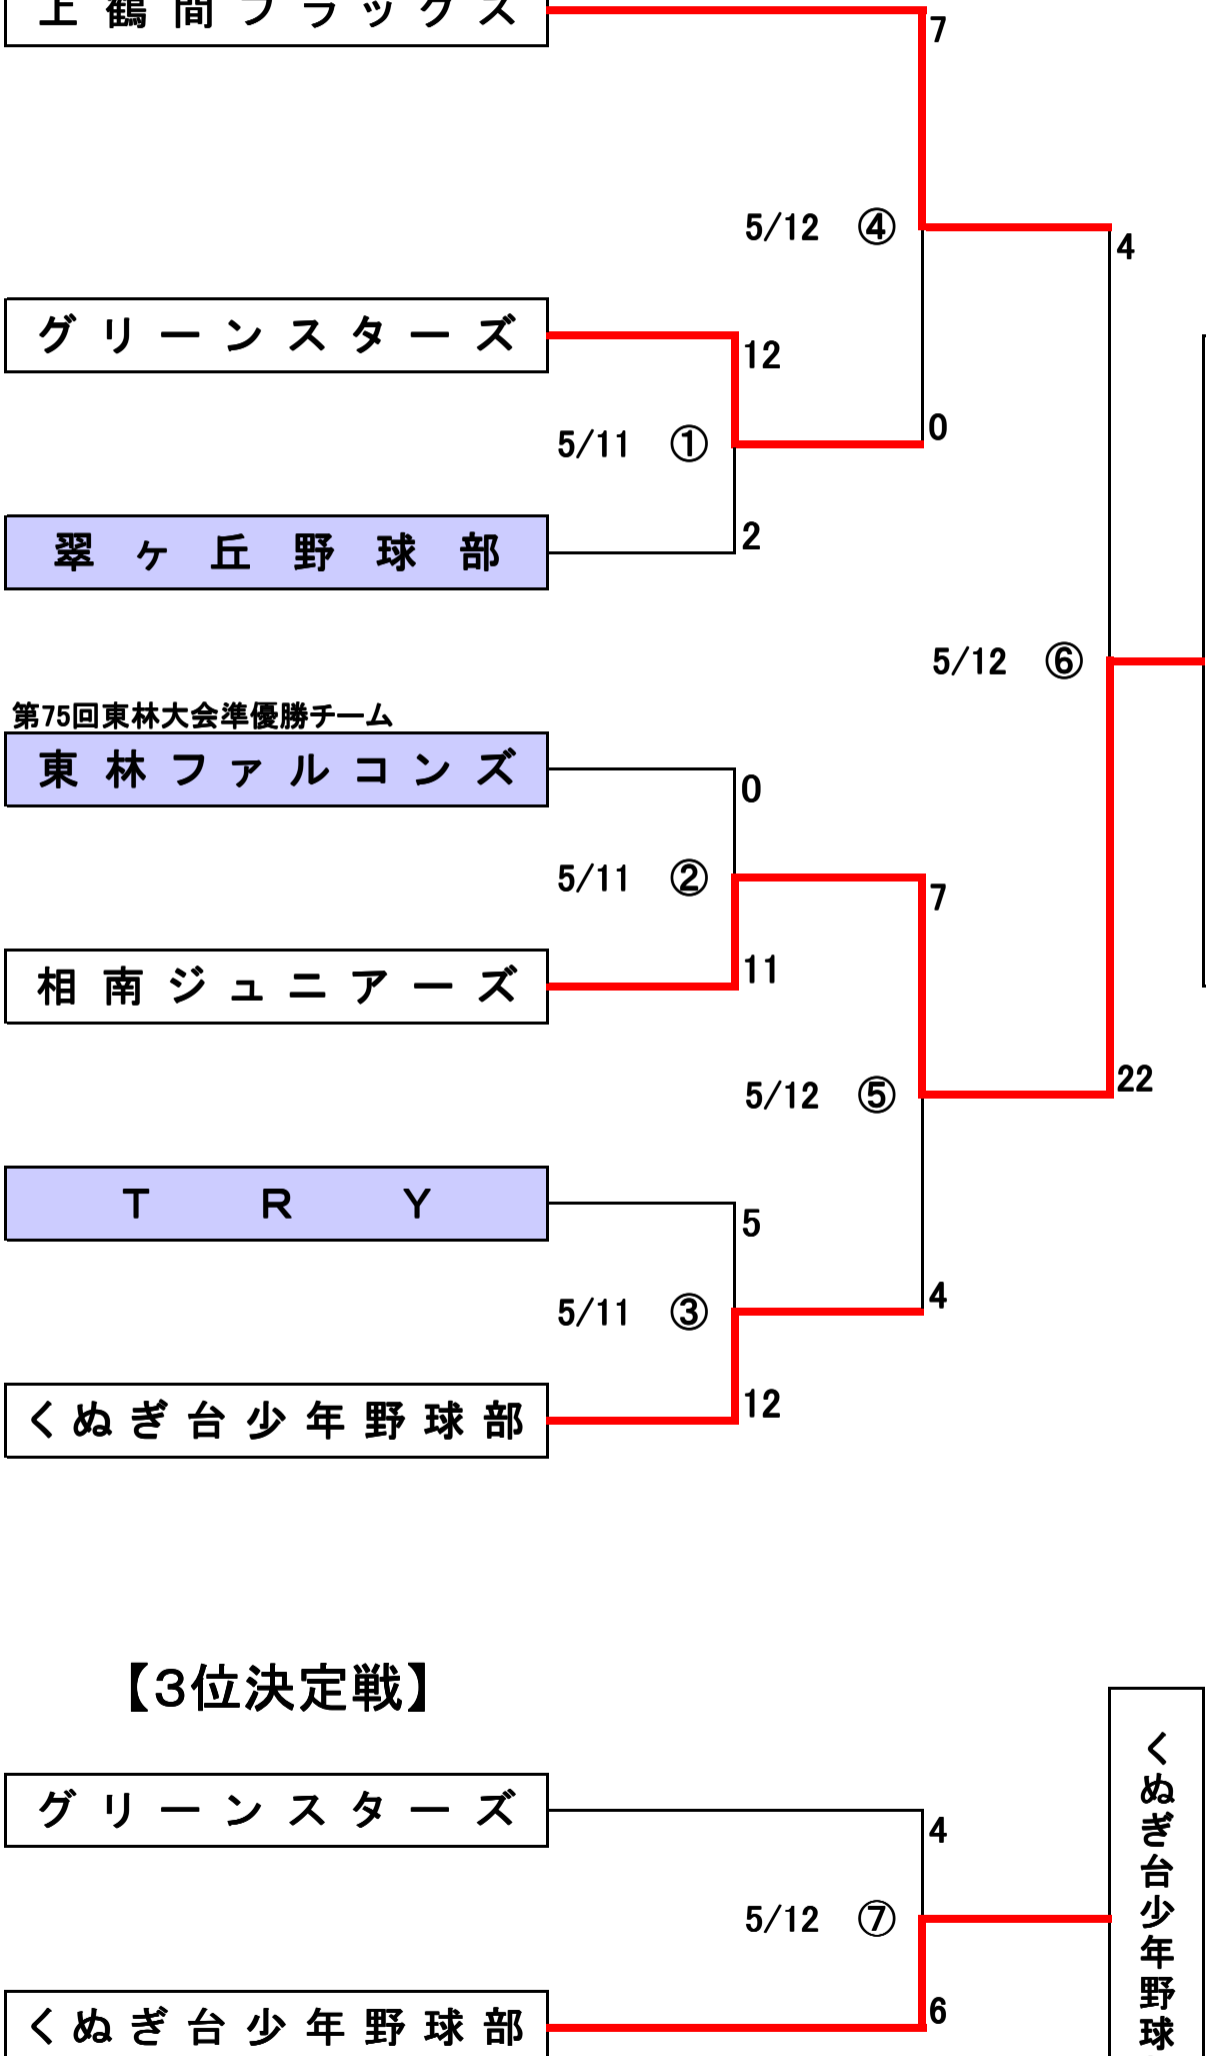 上鶴間フラッグス
7
5/12 ④
4
グリーンスターズ
12
5/11 ①
0
翠ヶ丘野球部
2
5/12 ⑥
第75回東林大会準優勝チーム
東林ファルコンズ
0
5/11 ②
7
相南ジュニアーズ
11
5/12 ⑤
22
TRY
5
5/11 ③
4
くぬぎ台少年野球部
12
【3位決定戦】
グリーンスターズ
4
5/12 ⑦
くぬぎ台少年野球部
6
くぬぎ台少年野球